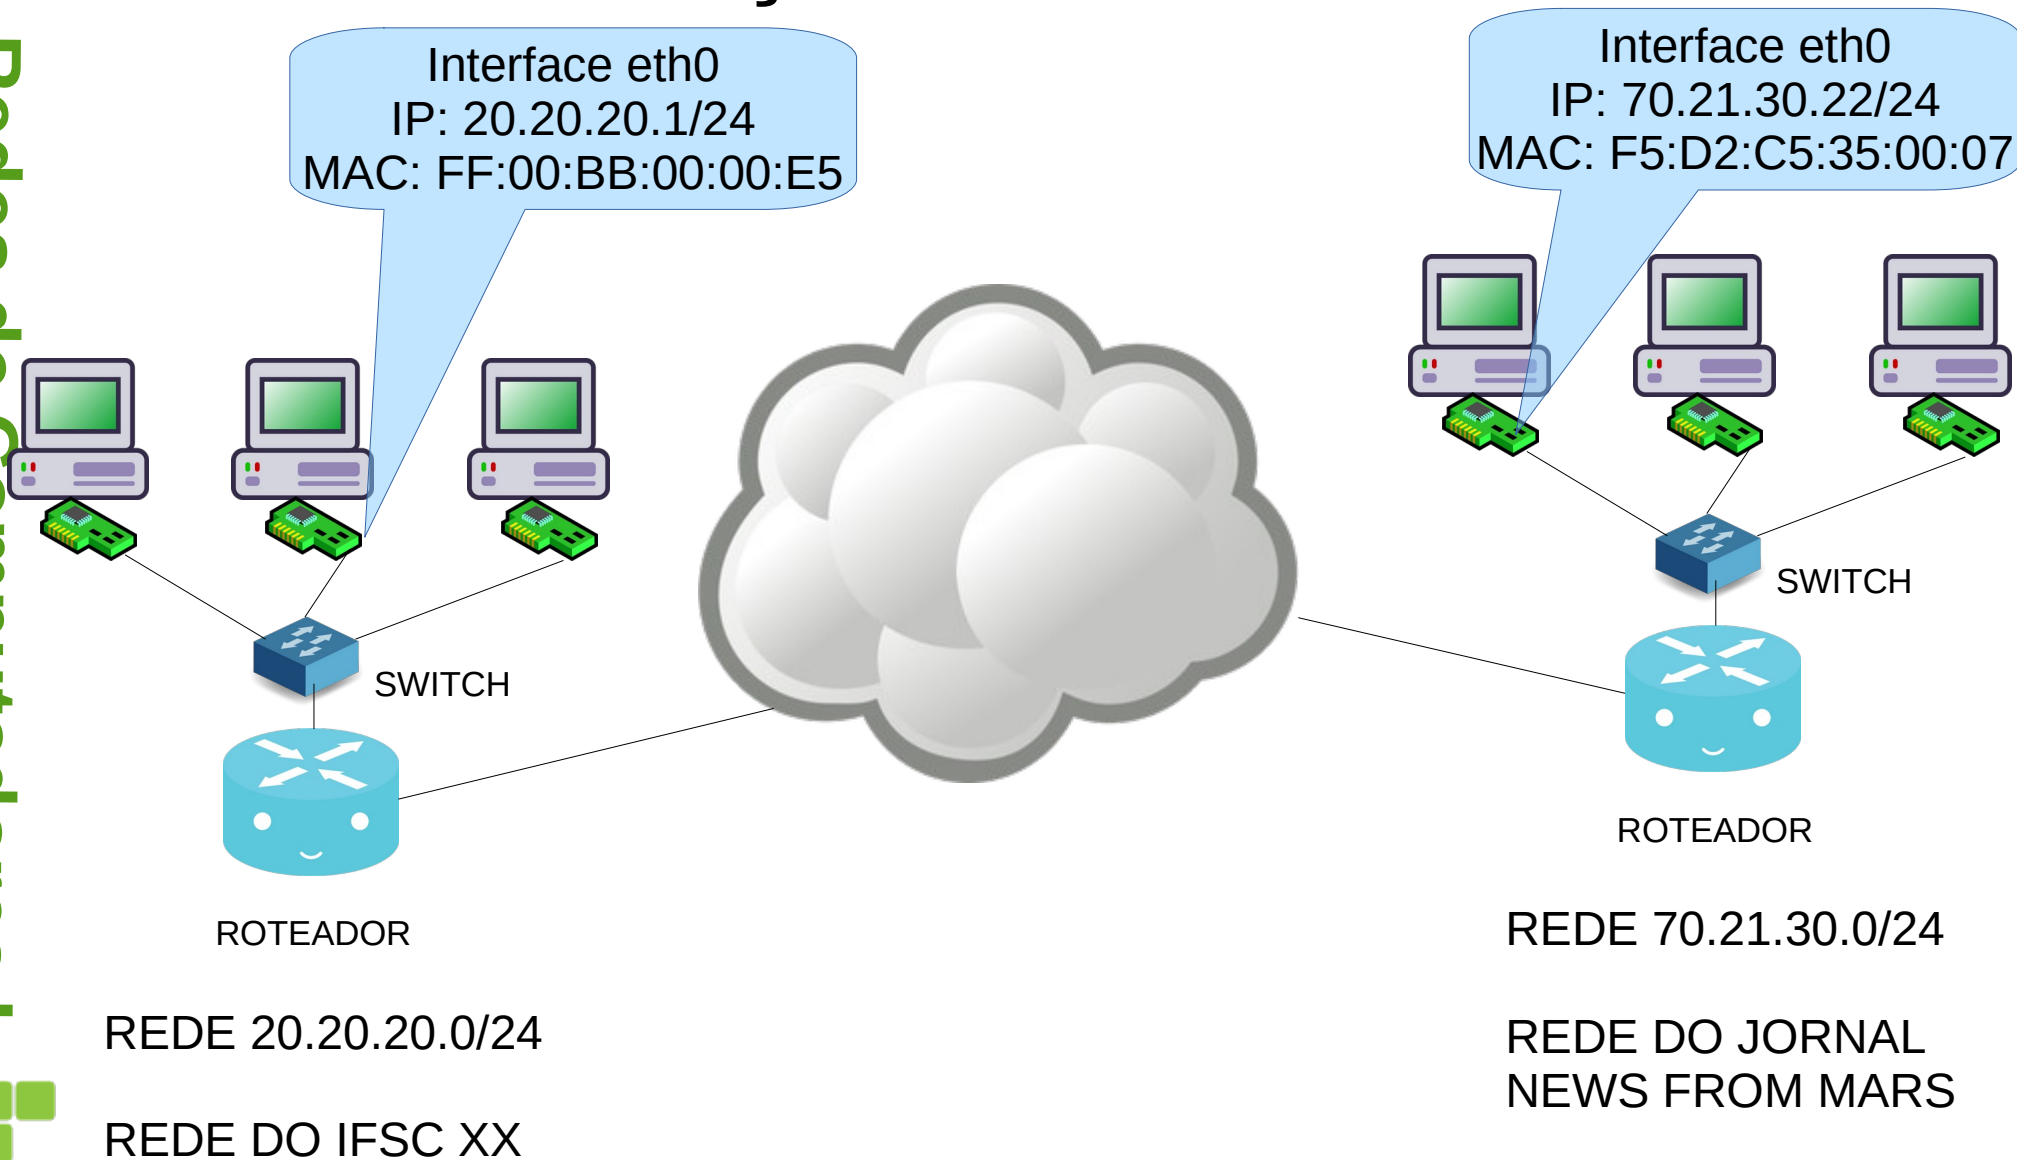 Interface eth0
IP: 20.20.20.1/24
MAC: FF:00:BB:00:00:E5
Interface eth0
IP: 70.21.30.22/24
MAC: F5:D2:C5:35:00:07
SWITCH
ROTEADOR
REDE 20.20.20.0/24
REDE DO IFSC XX
SWITCH
ROTEADOR
REDE 70.21.30.0/24
REDE DO JORNAL
NEWS FROM MARS